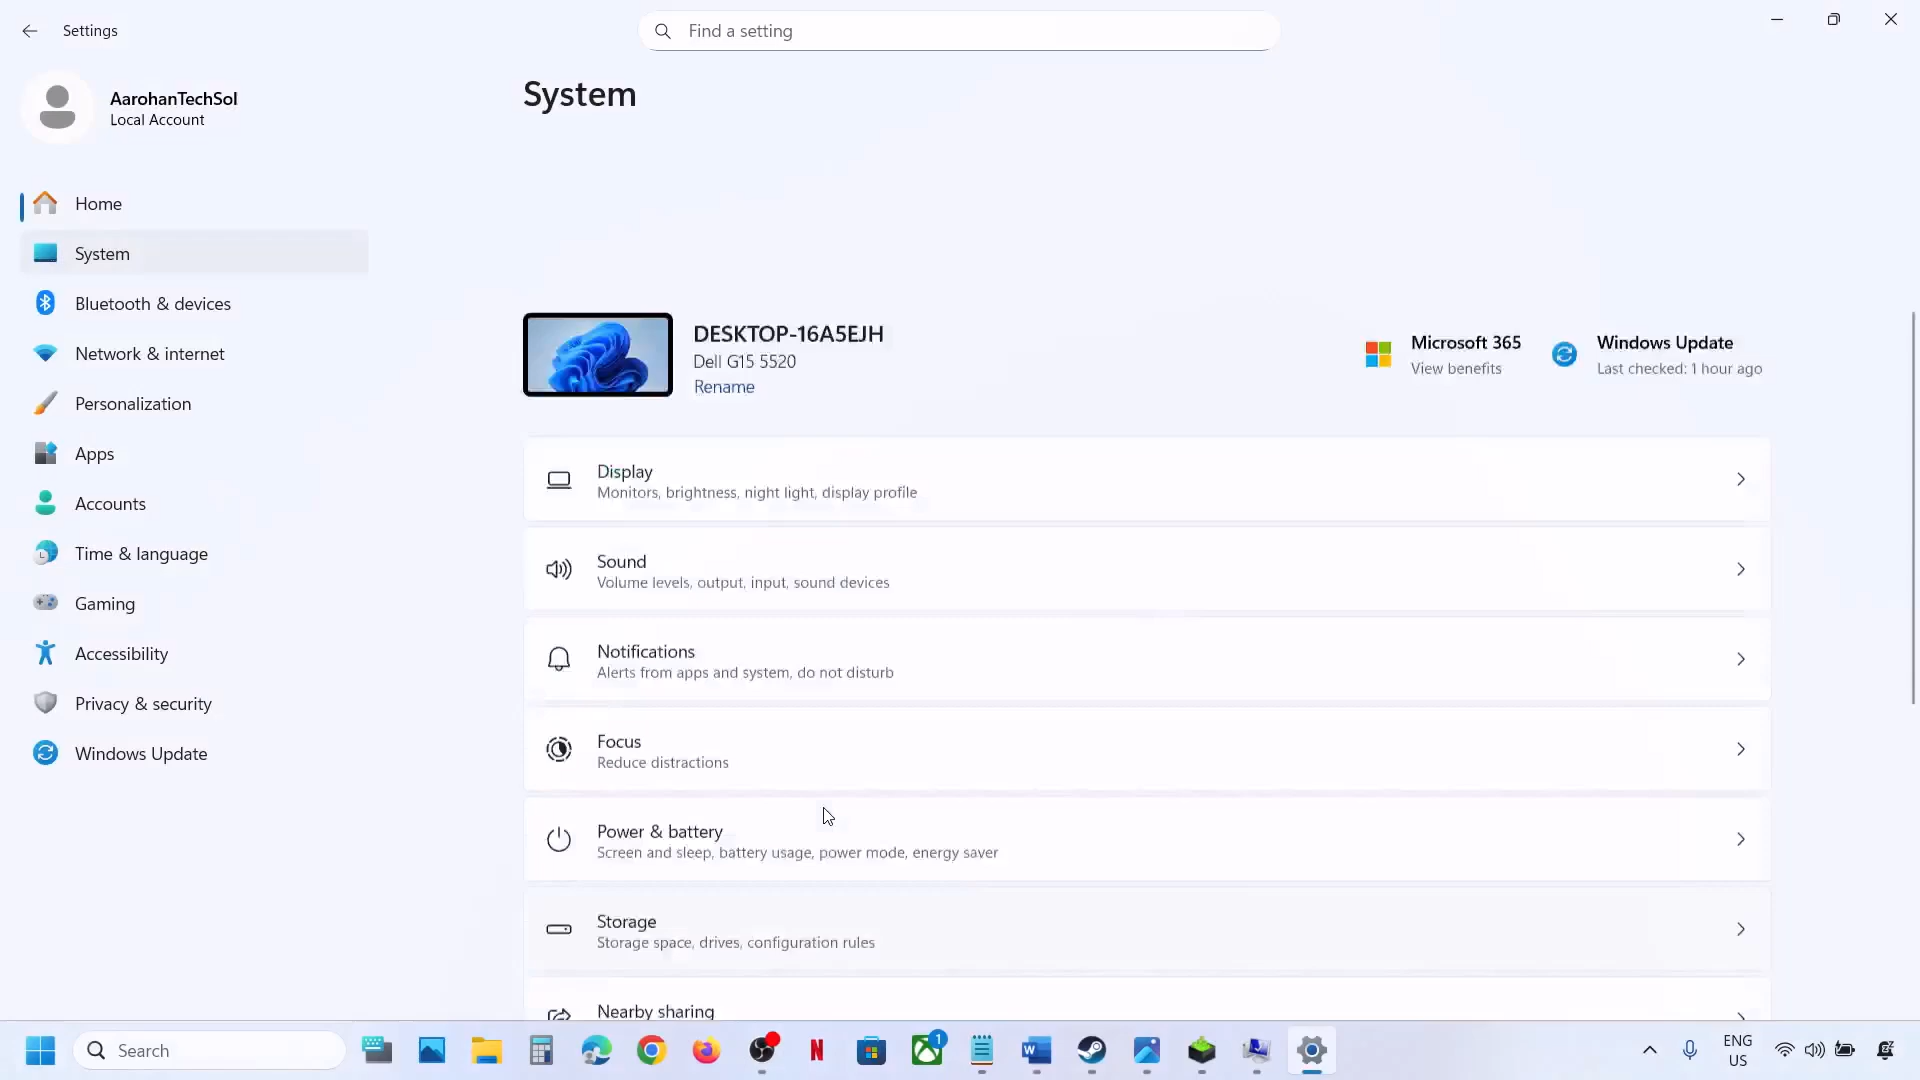 Settings
Find a setting
AarohanTechSol
Local Account
Home
System
Bluetooth & devices
Network & internet
Personalization
Apps
Accounts
Time & language
Gaming
Accessibility
Privacy & security
Windows Update
System
DESKTOP-16A5EJH
Dell G15 5520
Rename
Microsoft 365
View benefits
Windows Update
Last checked: 1 hour ago
Display
Monitors, brightness, night light, display profile
Sound
Volume levels, output, input, sound devices
Notifications
Alerts from apps and system, do not disturb
Focus
Reduce distractions
Power & battery
Screen and sleep, battery usage, power mode, energy saver
Storage
Storage space, drives, configuration rules
Nearby sharing
Search
1
ENG
US